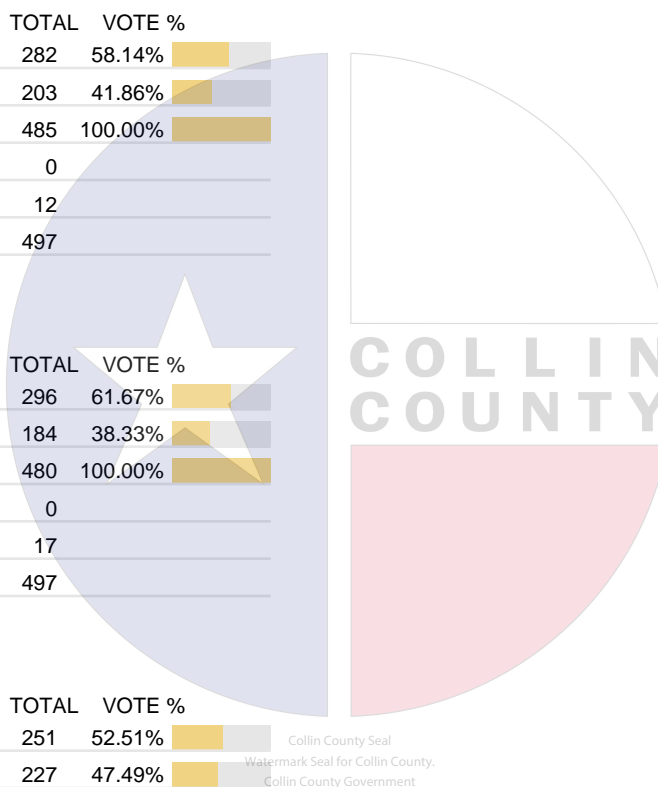 TOTAL VOTE %
282 58.14%
203 41.86%
485 100.00%
0
12
497
TOTAL VOTE %
296 61.67%
184 38.33%
480 100.00%
0
17
497
COLLIN
COUNTY
TOTAL VOTE %
251 52.51%
227 47.49%
Collin County Seal
Watermark Seal for Collin County.
Collin County Government